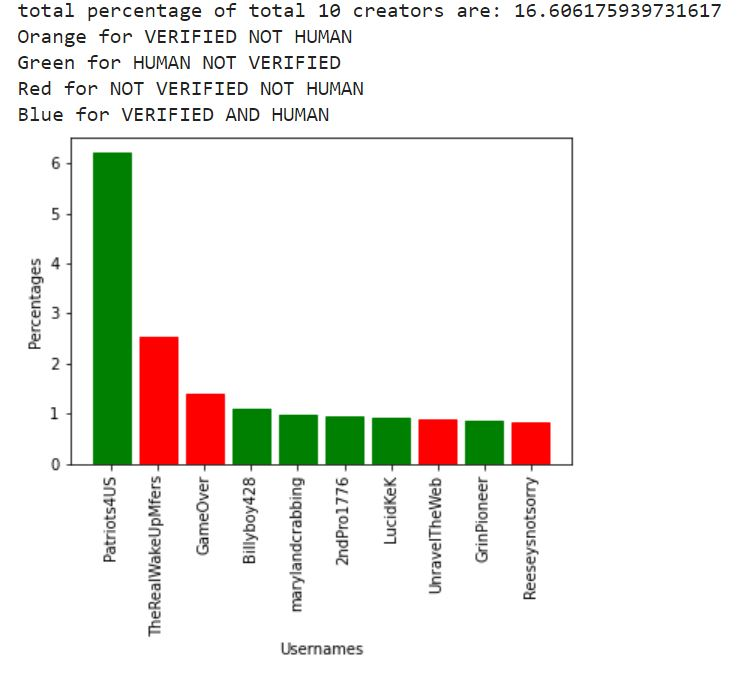 total percentage of total 10 creators are: 16.606175939731617
Orange for VERIFIED NOT HUMAN
Green for HUMAN NOT VERIFIED
Red for NOT VERIFIED NOT HUMAN
Blue for VERIFIED AND HUMAN
6
5
4
3
2
1
0
Percentages
Patriots4US
TheRealWakeUpMfers
GameOver
Billyboy428
marylandcrabbing
2ndPro1776
LucidKeK
UnravelTheWeb
GrinPioneer
Reeseysnotsorry
Usernames